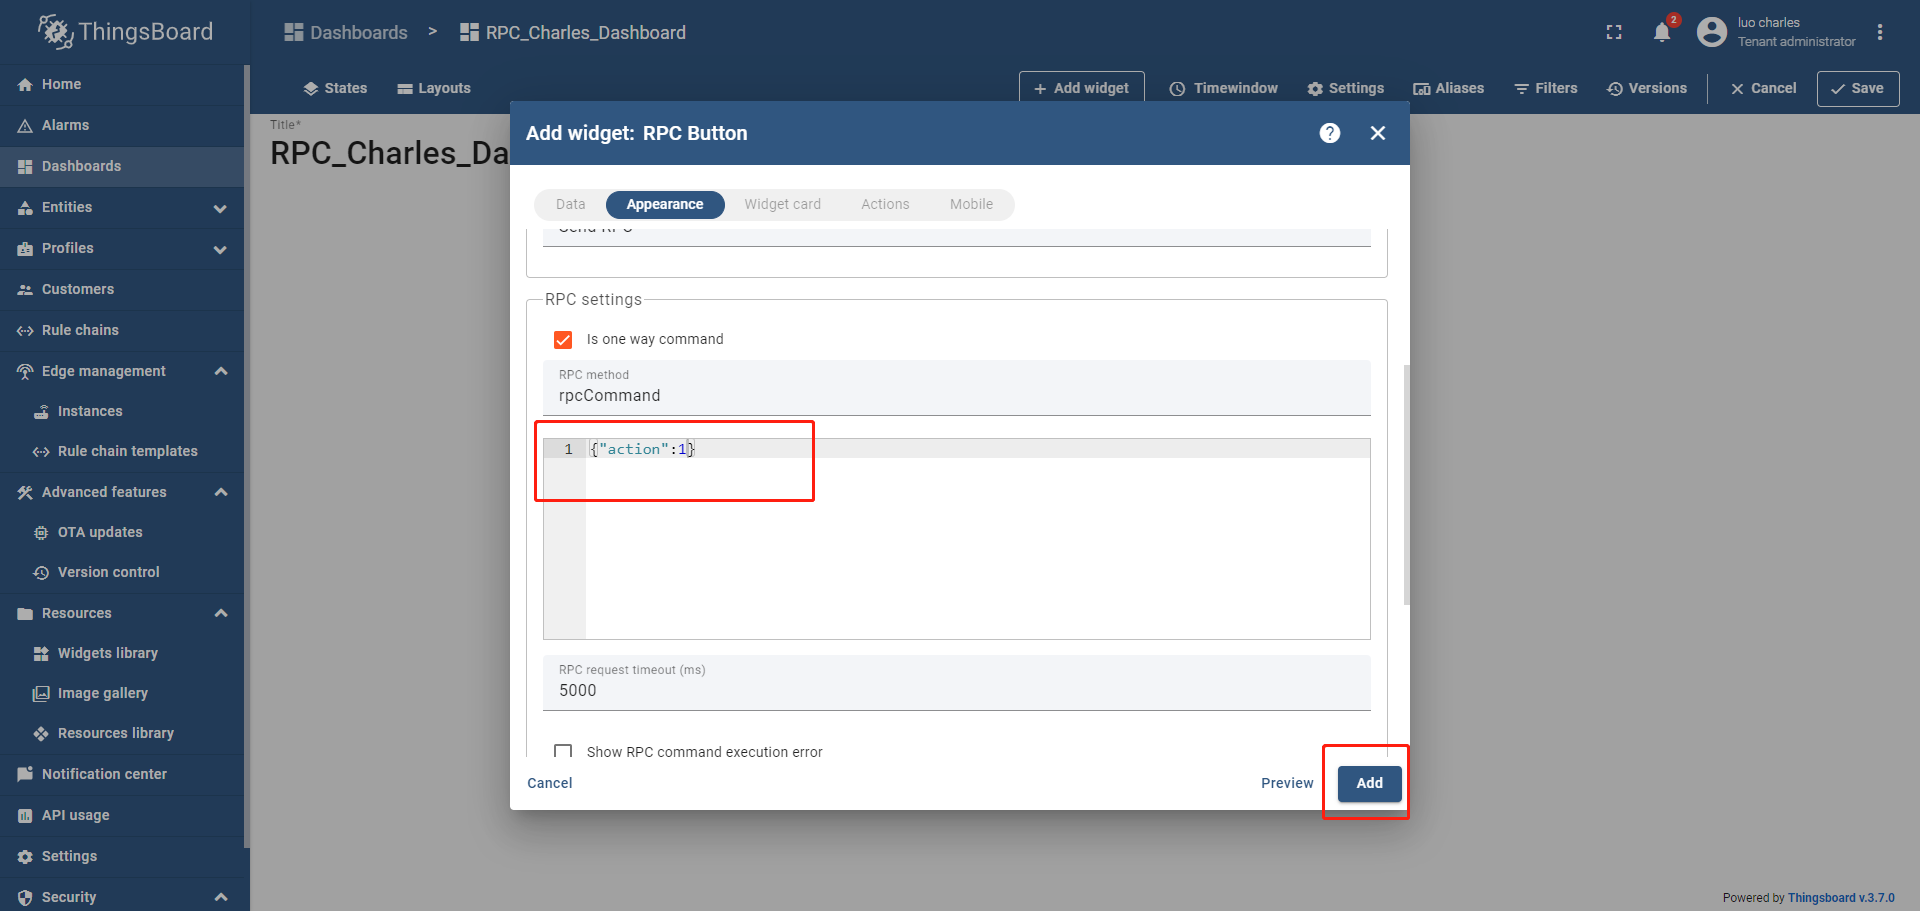 ThingsBoard
Dashboards > RPC_Charles_Dashboard
2
luo charles
Tenant administrator
Home
Alarms
Dashboards
Entities
Profiles
Customers
Rule chains
Edge management
Instances
Rule chain templates
Advanced features
OTA updates
Version control
Resources
Widgets library
Image gallery
Resources library
Notification center
API usage
Settings
Security
States
Layouts
+ Add widget
Timewindow
Settings
Aliases
Filters
Versions
Cancel
Save
Title*
RPC_Charles_Da
Add widget: RPC Button
?
Data
Appearance
Widget card
Actions
Mobile
Send RPC
RPC settings
Is one way command
RPC method
rpcCommand
1 {"action":1}
RPC request timeout (ms)
5000
Show RPC command execution error
Cancel
Preview
Add
Powered by Thingsboard v.3.7.0